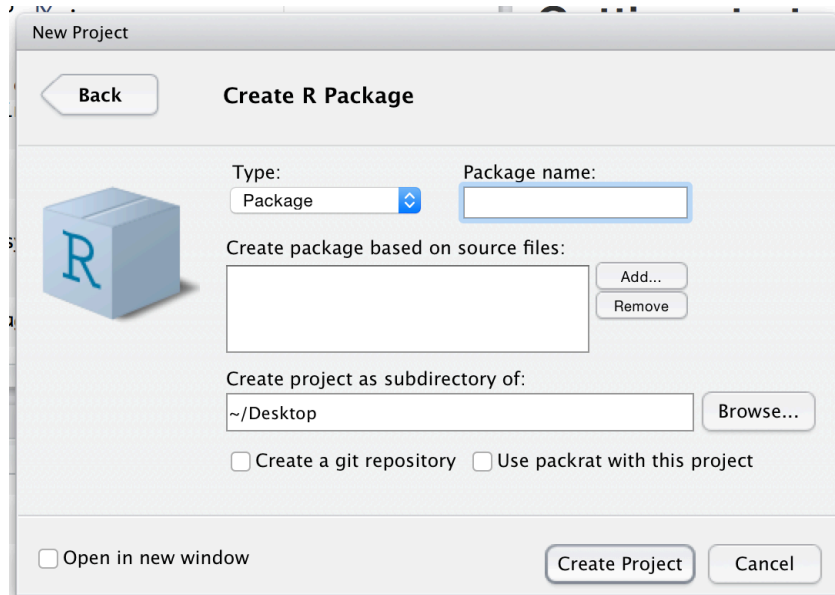 New Project
Back
Create R Package
Type:
Package name:
Package
R
Create package based on source files:
Add...
Remove
Create project as subdirectory of:
~/Desktop
Browse...
Create a git repository
Use packrat with this project
Open in new window
Create Project
Cancel